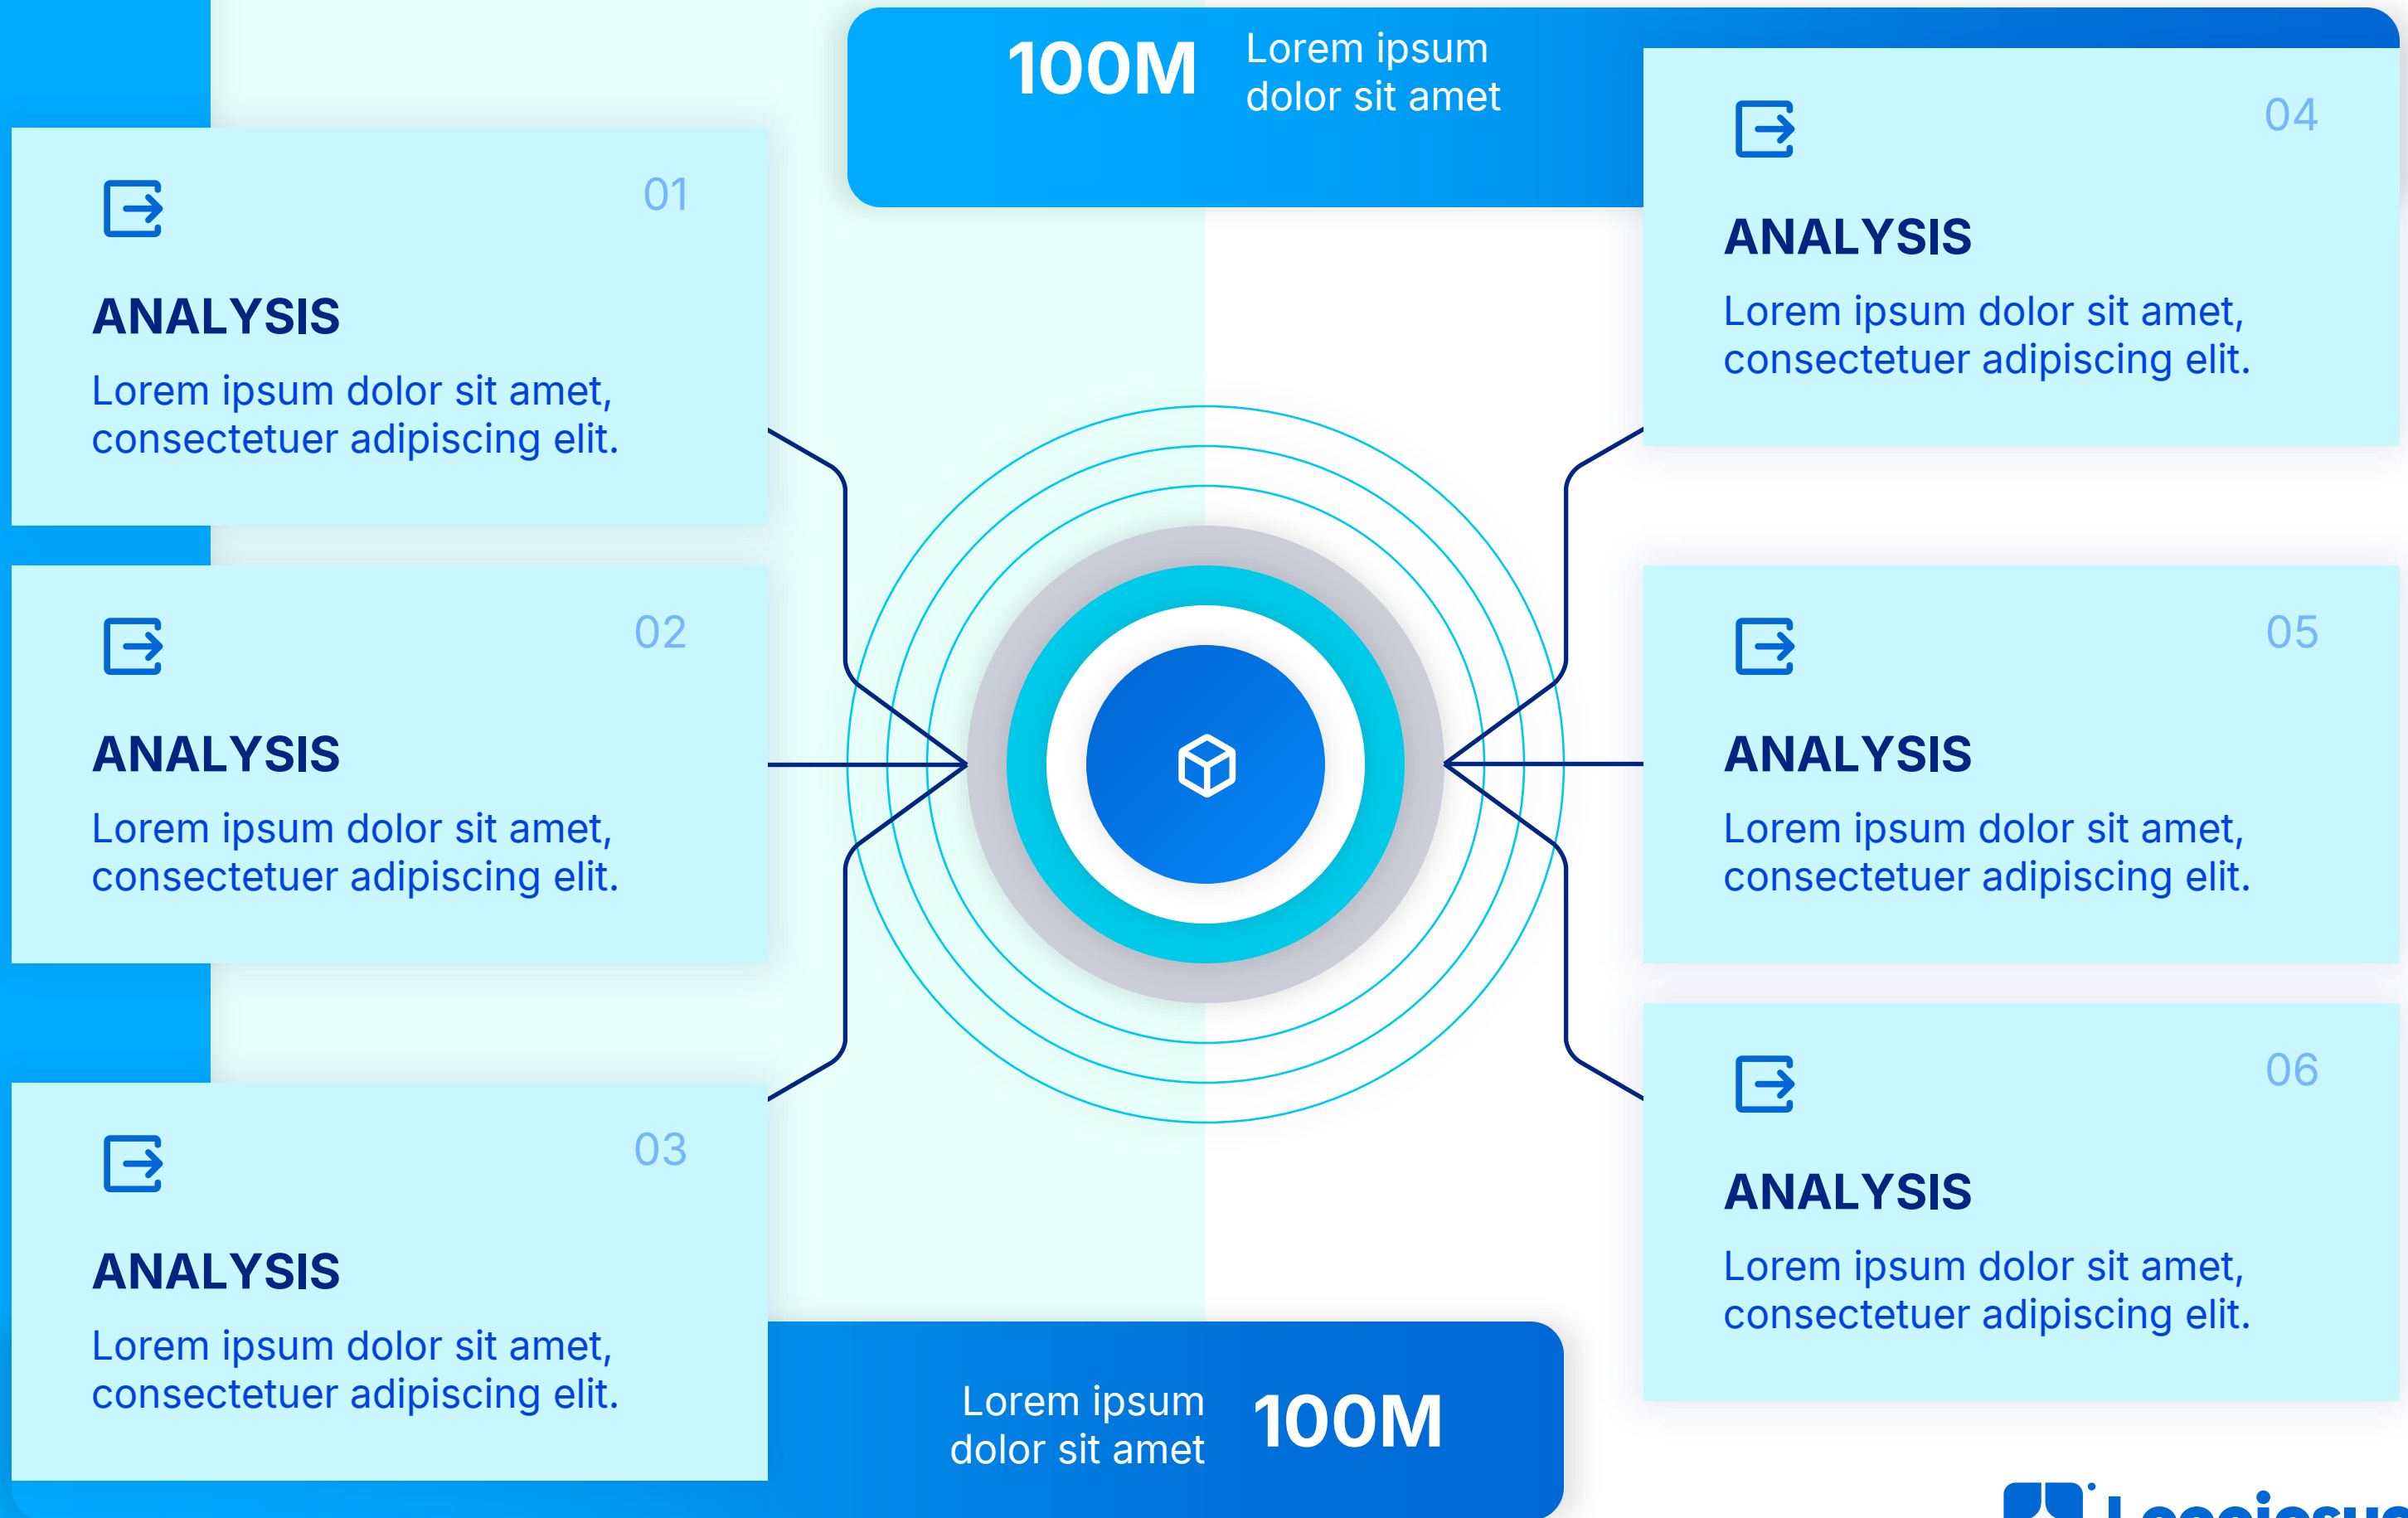 100M
Lorem ipsum
dolor sit amet
01
ANALYSIS
Lorem ipsum dolor sit amet,
consectetuer adipiscing elit.
02
ANALYSIS
Lorem ipsum dolor sit amet,
consectetuer adipiscing elit.
03
ANALYSIS
Lorem ipsum dolor sit amet,
consectetuer adipiscing elit.
04
ANALYSIS
Lorem ipsum dolor sit amet,
consectetuer adipiscing elit.
05
ANALYSIS
Lorem ipsum dolor sit amet,
consectetuer adipiscing elit.
06
ANALYSIS
Lorem ipsum dolor sit amet,
consectetuer adipiscing elit.
Lorem ipsum
dolor sit amet
100M